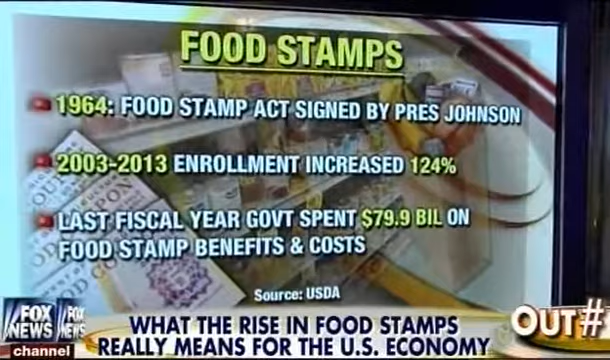 FOOD STAMPS
1964: FOOD STAMP ACT SIGNED BY PRES JOHNSON
2003-2013 ENROLLMENT INCREASED 124%
LAST FISCAL YEAR GOVT SPENT $79.9 BIL ON
FOOD STAMP BENEFITS & COSTS
Source: USDA
FOX NEWS
channel
FOX NEWS
WHAT THE RISE IN FOOD STAMPS
REALLY MEANS FOR THE U.S. ECONOMY
OUT#